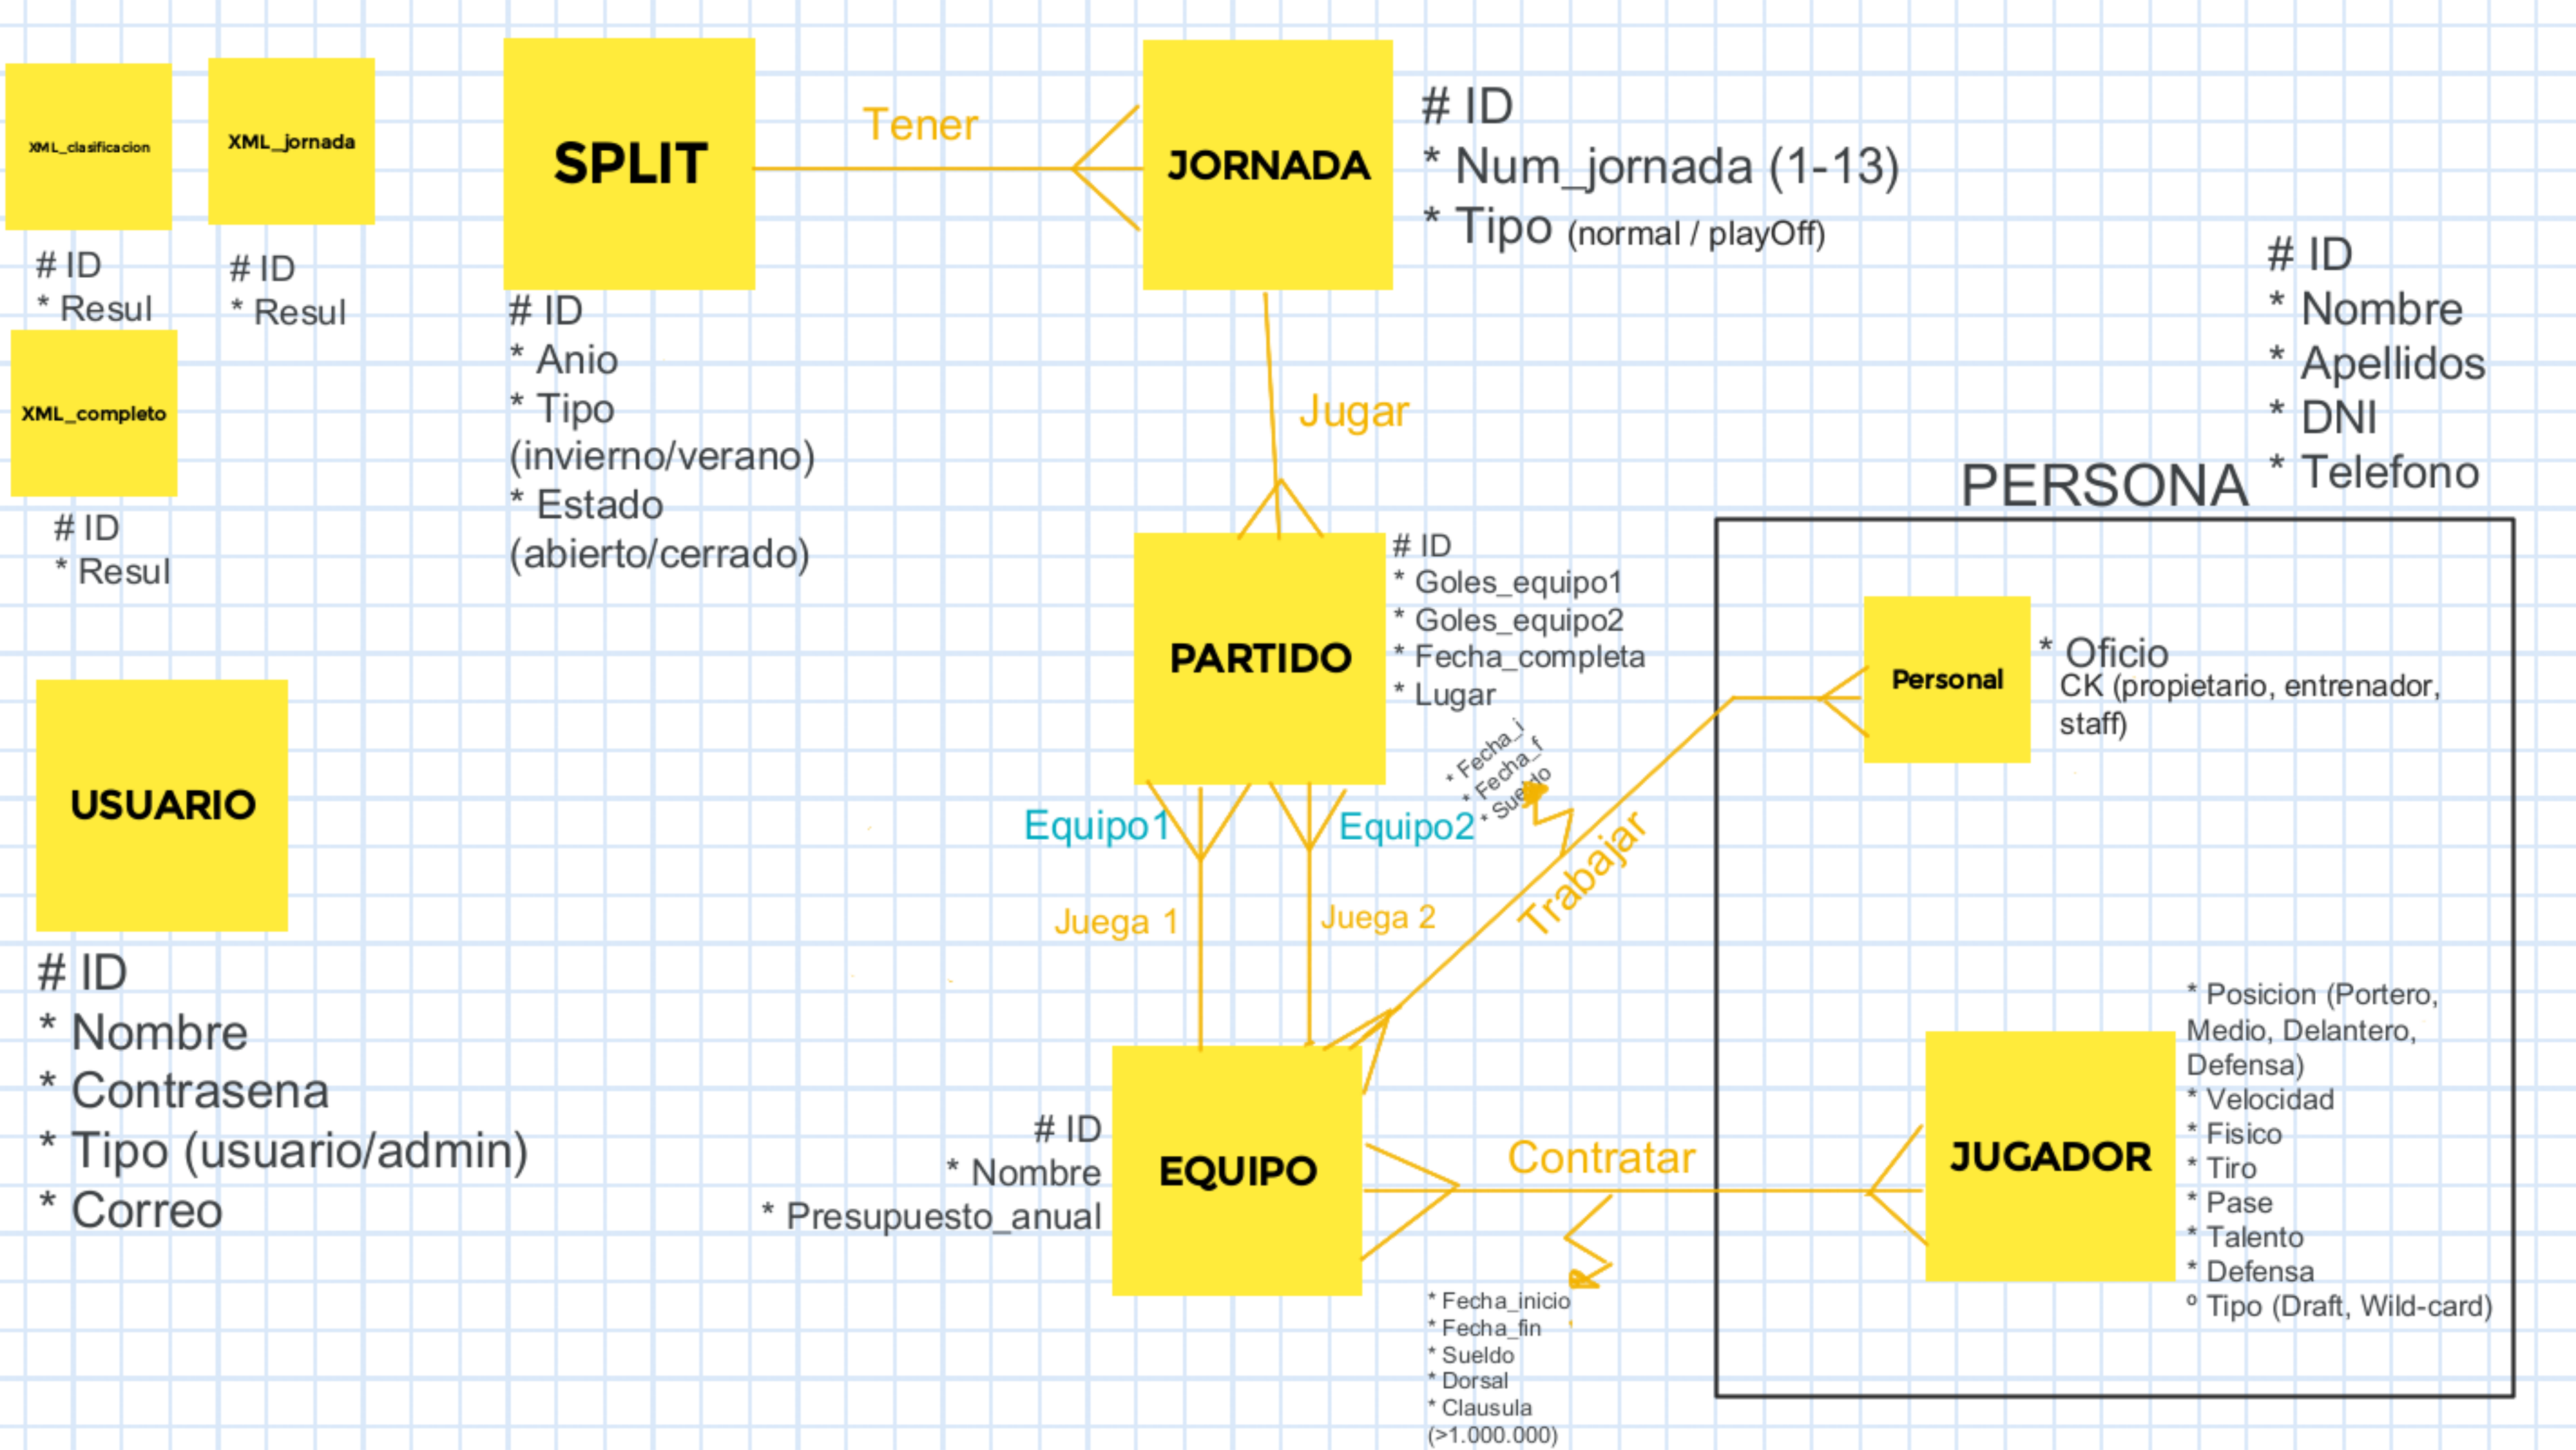 XML_clasificacion
# ID
* Resul
XML_jornada
# ID
* Resul
XML_completo
# ID
* Resul
SPLIT
# ID
* Anio
* Tipo
(invierno/verano)
* Estado
(abierto/cerrado)
Tener
JORNADA
# ID
* Num_jornada (1-13)
* Tipo (normal / playOff)
Jugar
PARTIDO
# ID
* Goles_equipo1
* Goles_equipo2
* Fecha_completa
* Lugar
Equipo1
Equipo2
Juega 1
Juega 2
* Fecha_i
* Fecha_f
* Sueldo
Trabajar
PERSONA
# ID
* Nombre
* Apellidos
* DNI
* Telefono
Personal
* Oficio
CK (propietario, entrenador,
staff)
USUARIO
# ID
* Nombre
* Contrasena
* Tipo (usuario/admin)
* Correo
EQUIPO
# ID
* Nombre
* Presupuesto_anual
Contratar
* Fecha_inicio
* Fecha_fin
* Sueldo
* Dorsal
* Clausula
(>1.000.000)
JUGADOR
* Posicion (Portero,
Medio, Delantero,
Defensa)
* Velocidad
* Fisico
* Tiro
* Pase
* Talento
* Defensa
º Tipo (Draft, Wild-card)